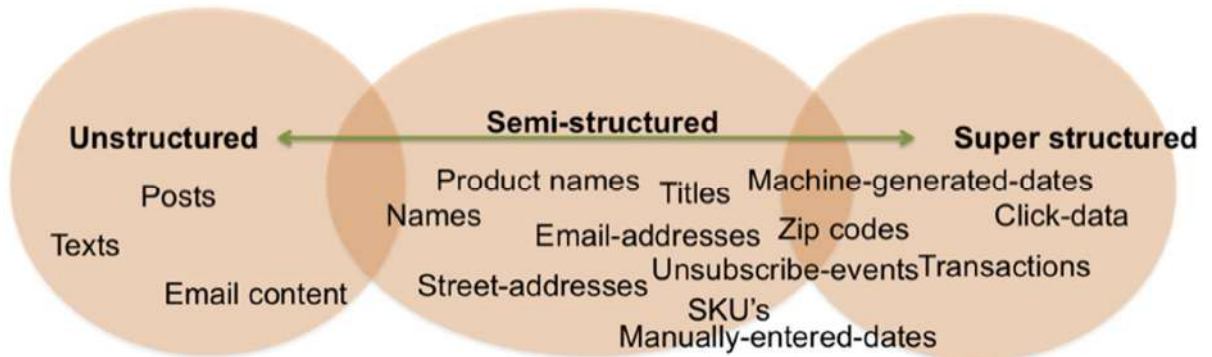 Unstructured
Semi-structured
Super structured
Posts
Texts
Email content
Product names
Names
Titles
Email-addresses
Street-addresses
Machine-generated-dates
Zip codes
Unsubscribe-events
SKU's
Manually-entered-dates
Click-data
Transactions